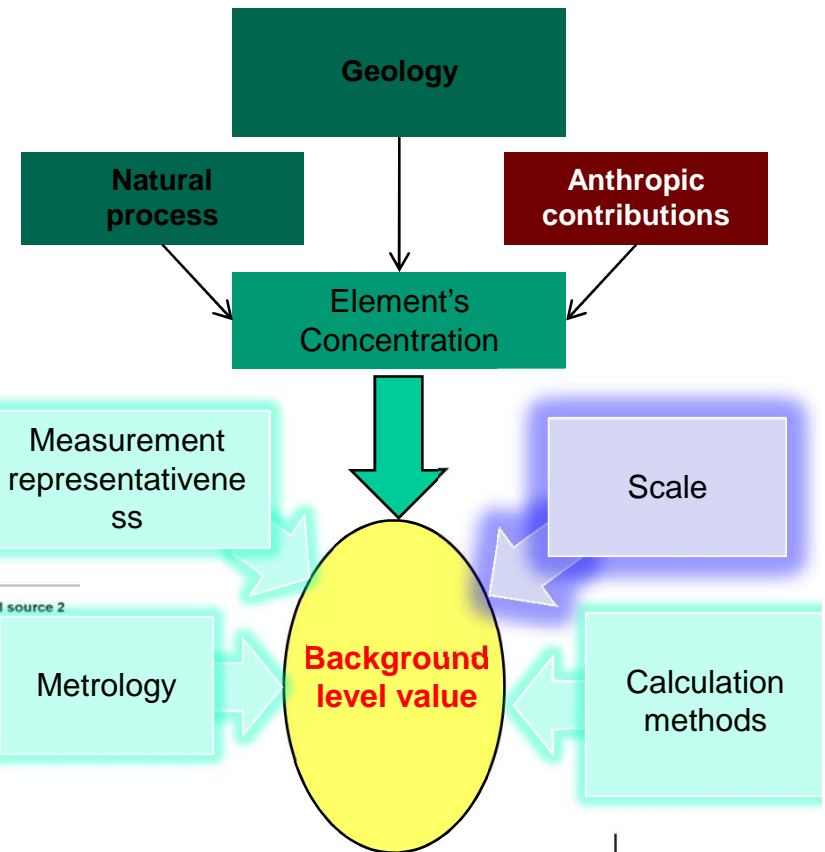 Geology
Natural
process
Anthropic
contributions
Element's
Concentration
Measurement
representativene
ss
Scale
source 2
Metrology
Background
level value
Calculation
methods